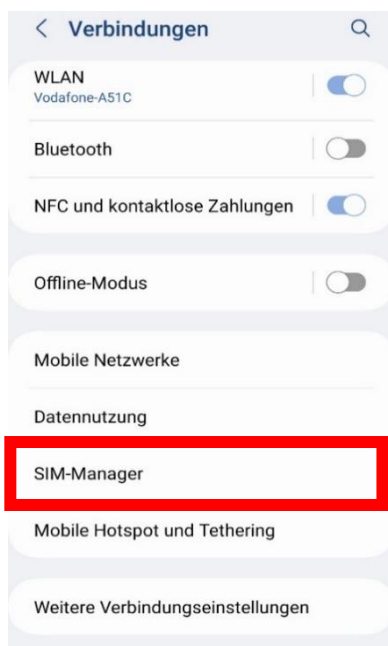 Verbindungen
WLAN
Vodafone-A51C
Bluetooth
NFC und kontaktlose Zahlungen
Offline-Modus
Mobile Netzwerke
Datennutzung
SIM-Manager
Mobile Hotspot und Tethering
Weitere Verbindungseinstellungen